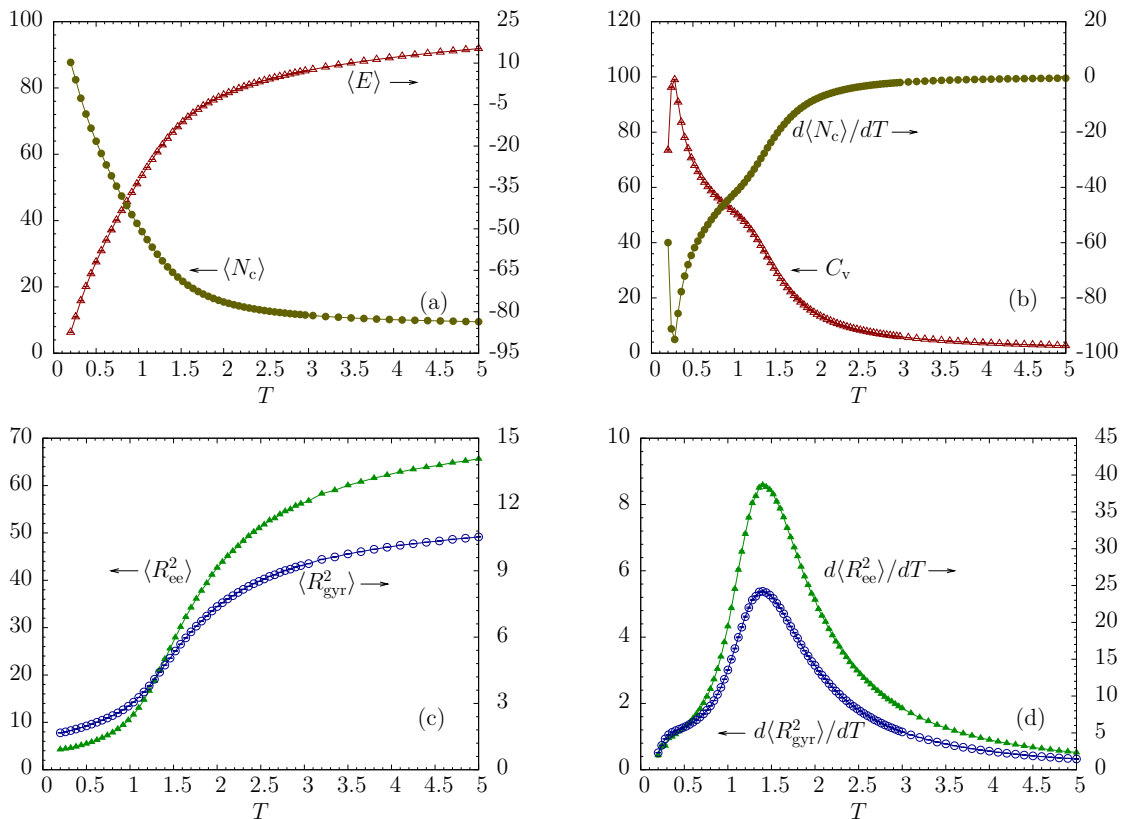 100
80
60
40
20
0
25
10
-5
-20
-35
-50
-65
-80
-95
0 0.5 1 1.5 2 2.5 3 3.5 4 4.5 5
T
⟨E⟩ →
← ⟨N_c⟩
(a)
120
100
80
60
40
20
0
20
0
-20
-40
-60
-80
-100
0 0.5 1 1.5 2 2.5 3 3.5 4 4.5 5
T
d⟨N_c⟩/dT →
← C_v
(b)
70
60
50
40
30
20
10
0
15
12
9
6
3
0
0 0.5 1 1.5 2 2.5 3 3.5 4 4.5 5
T
← ⟨R²_ee⟩
⟨R²_gyr⟩ →
(c)
10
8
6
4
2
0
45
40
35
30
25
20
15
10
5
0
0 0.5 1 1.5 2 2.5 3 3.5 4 4.5 5
T
d⟨R²_ee⟩/dT →
← d⟨R²_gyr⟩/dT
(d)